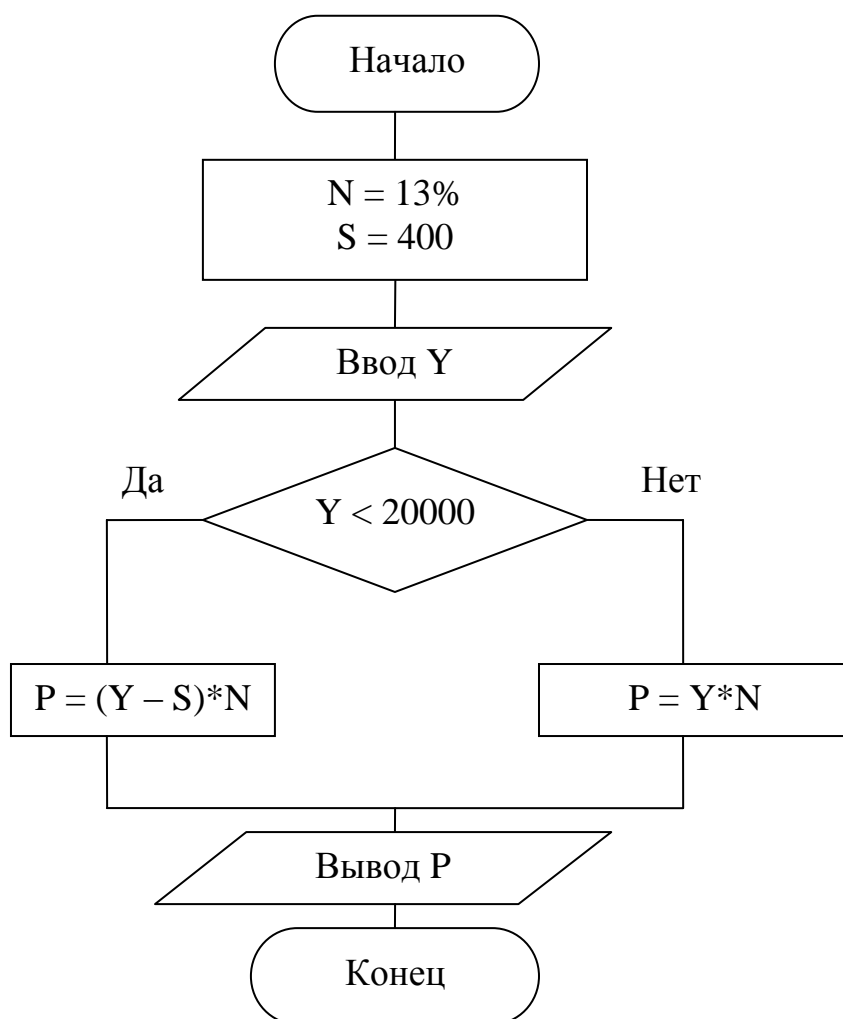 Начало
N = 13%
S = 400
Ввод Y
Да
Y < 20000
Нет
P = (Y – S)*N
P = Y*N
Вывод P
Конец